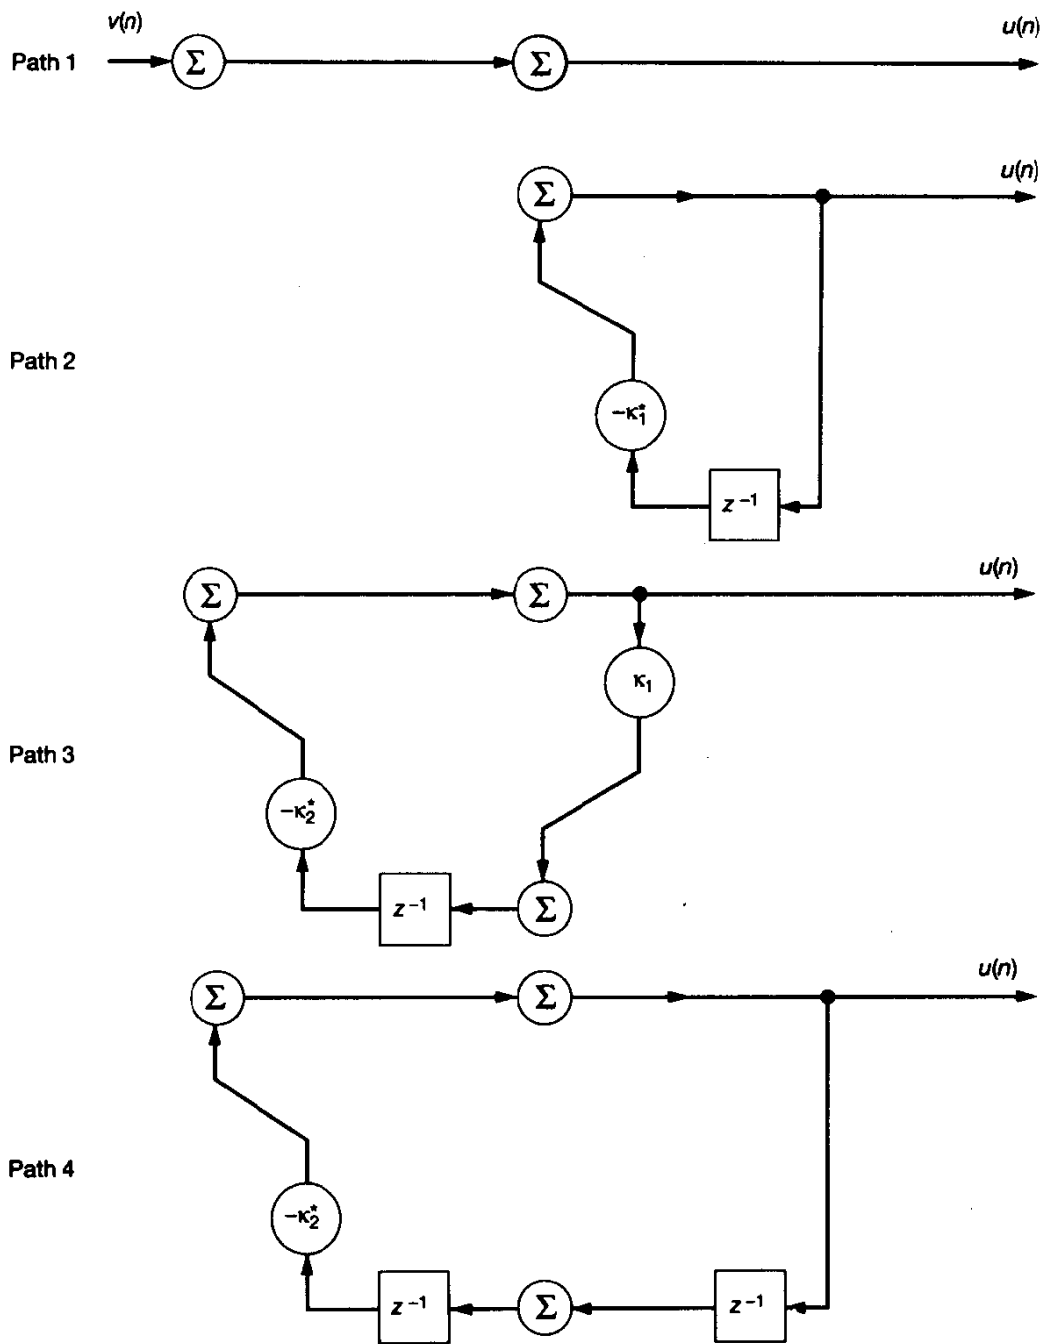 v(n)
u(n)
Path 1
Σ
Σ
u(n)
Σ
Path 2
−κ₁*
z⁻¹
u(n)
Σ
Σ
κ₁
Path 3
−κ₂*
z⁻¹
Σ
u(n)
Σ
Σ
Path 4
−κ₂*
z⁻¹
Σ
z⁻¹